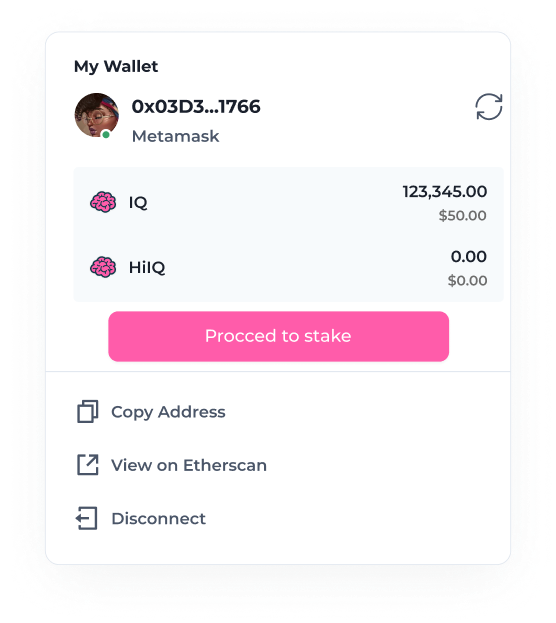 My Wallet
0x03D3...1766
Metamask
IQ
123,345.00
$50.00
HiIQ
0.00
$0.00
Procced to stake
Copy Address
View on Etherscan
Disconnect